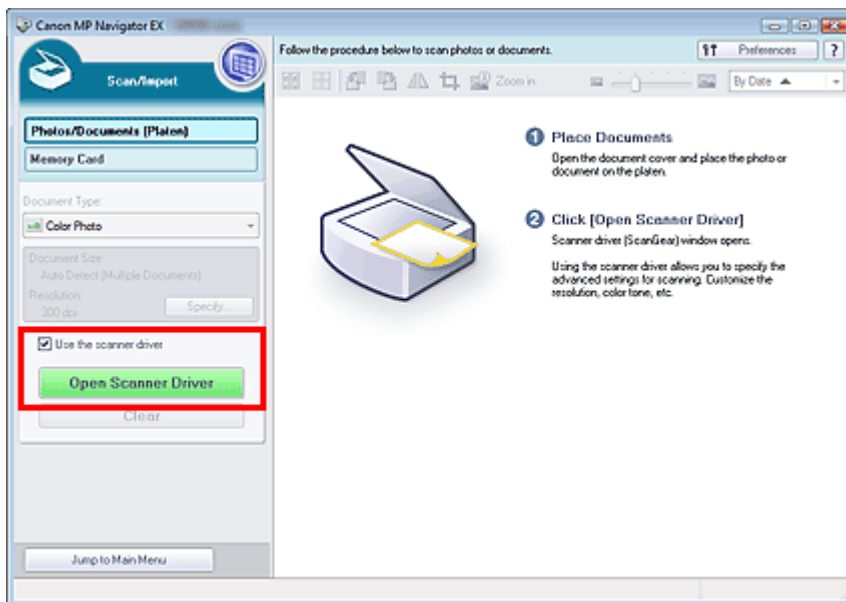 Canon MP Navigator EX
Scan/Import
Photos/Documents (Platen)
Memory Card
Document Type:
Color Photo
Document Size:
Auto Detect (Multiple Documents)
Resolution:
300 dpi
Specify...
Use the scanner driver
Open Scanner Driver
Clear
Jump to Main Menu
Follow the procedure below to scan photos or documents.
Preferences
?
Zoom in
By Date
1 Place Documents
Open the document cover and place the photo or
document on the platen.
2 Click [Open Scanner Driver]
Scanner driver (ScanGear) window opens.
Using the scanner driver allows you to specify the
advanced settings for scanning. Customize the
resolution, color tone, etc.